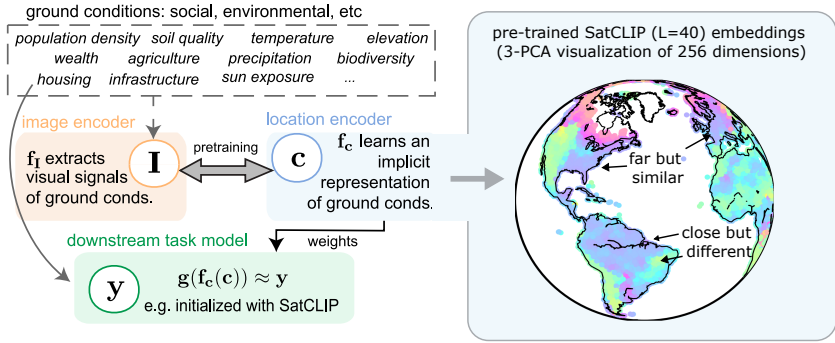 ground conditions: social, environmental, etc
population density soil quality temperature elevation
wealth agriculture precipitation biodiversity
housing infrastructure sun exposure ...
image encoder
I
f_I extracts
visual signals
of ground conds.
pretraining
location encoder
c
f_c learns an
implicit
representation
of ground conds.
weights
downstream task model
y
g(f_c(c)) ≈ y
e.g. initialized with SatCLIP
pre-trained SatCLIP (L=40) embeddings
(3-PCA visualization of 256 dimensions)
far but
similar
close but
different